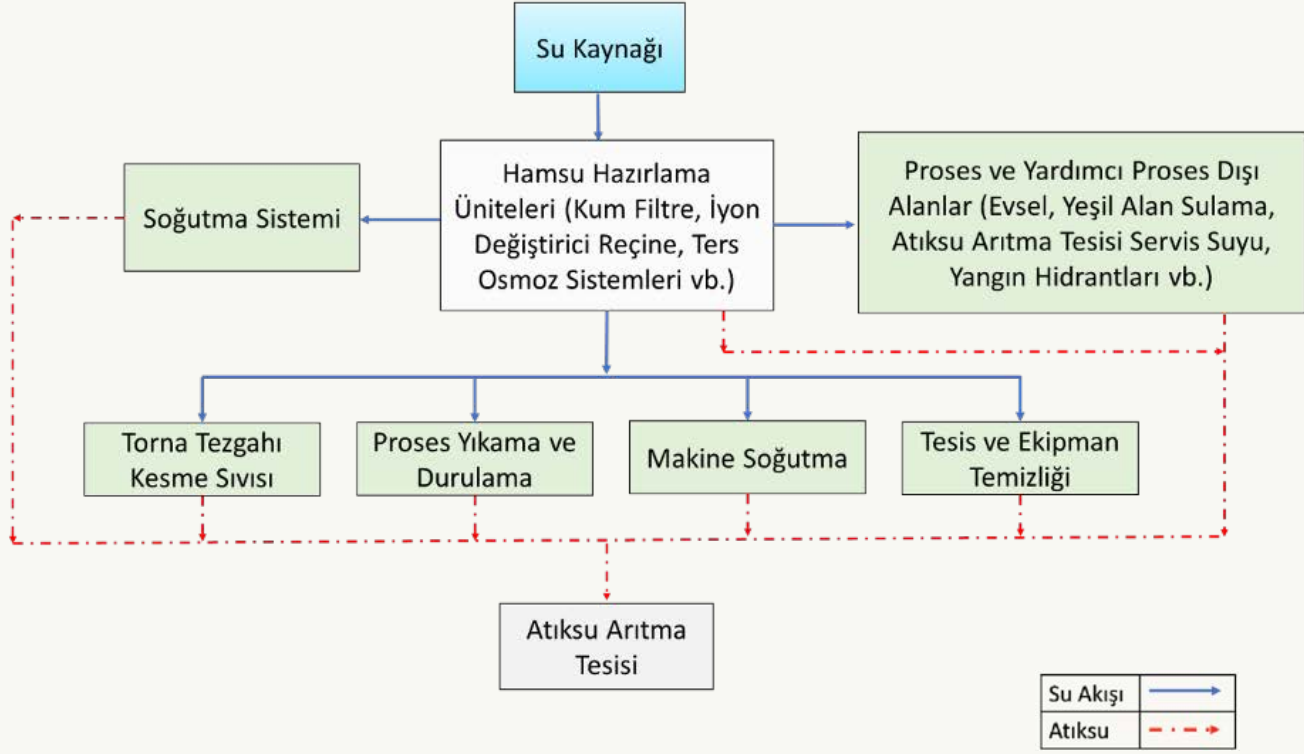 Su Kaynağı
Hamsu Hazırlama
Üniteleri (Kum Filtre, İyon
Değiştirici Reçine, Ters
Osmoz Sistemleri vb.)
Soğutma Sistemi
Proses ve Yardımcı Proses Dışı
Alanlar (Evsel, Yeşil Alan Sulama,
Atıksu Arıtma Tesisi Servis Suyu,
Yangın Hidrantları vb.)
Torna Tezgahı
Kesme Sıvısı
Proses Yıkama ve
Durulama
Makine Soğutma
Tesis ve Ekipman
Temizliği
Atıksu Arıtma
Tesisi
Su Akışı
Atıksu